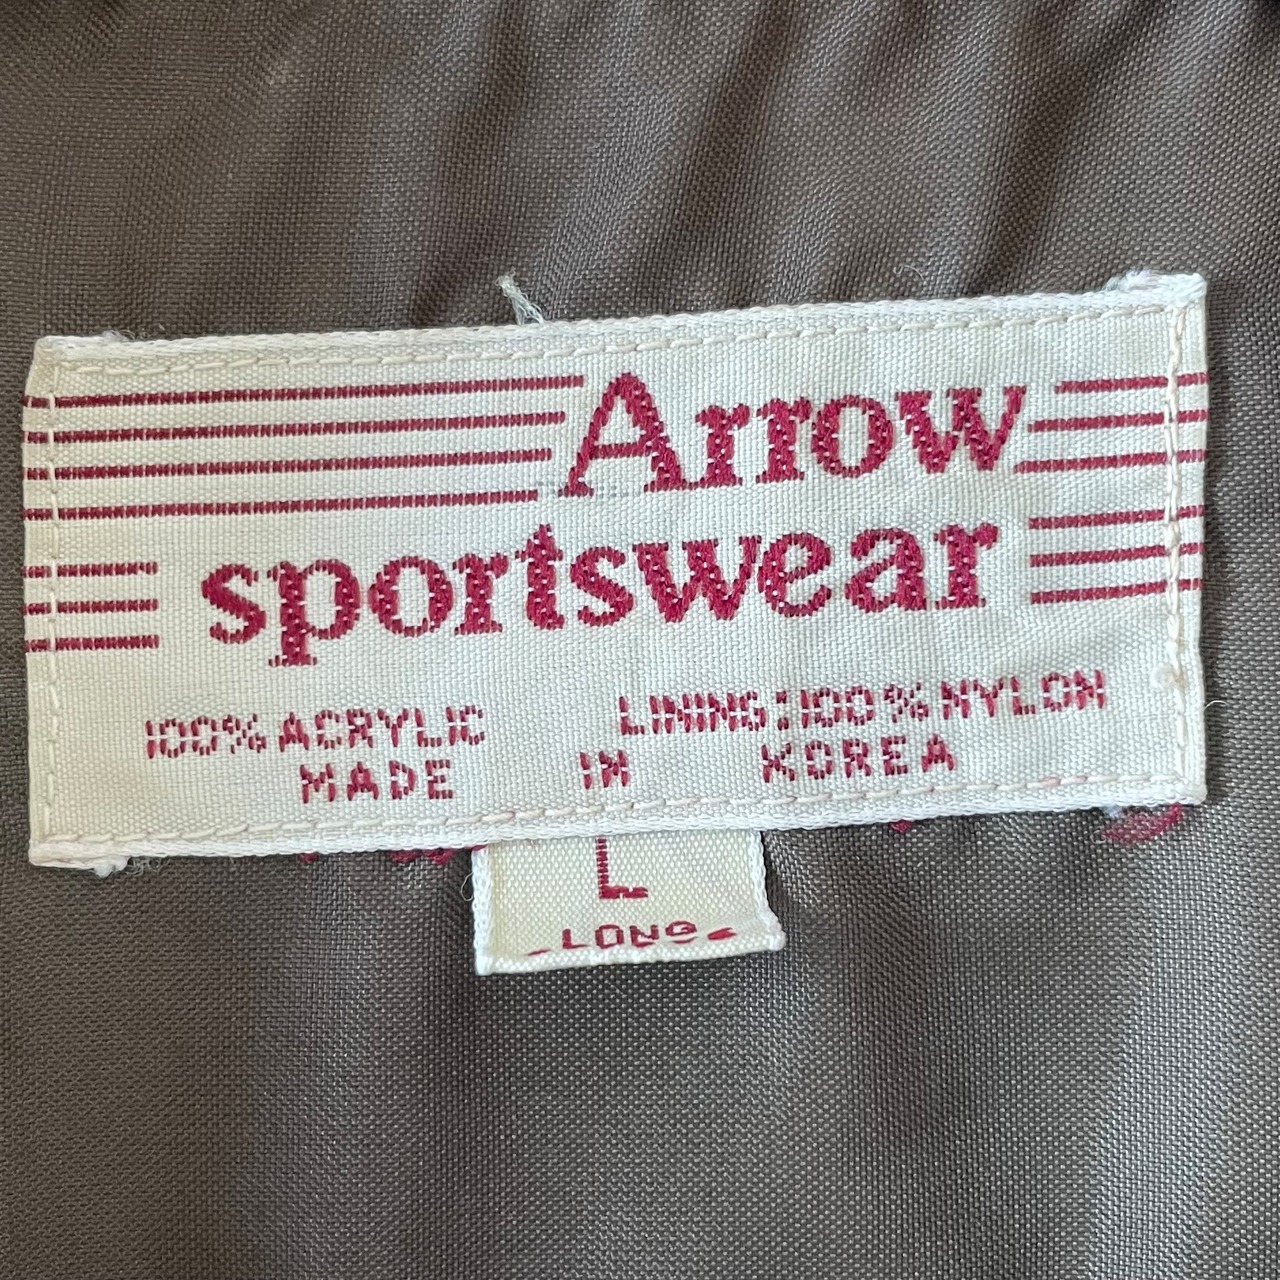 Arrow
sportswear
100% ACRYLIC LINING:100% NYLON
MADE IN KOREA
L
LONG